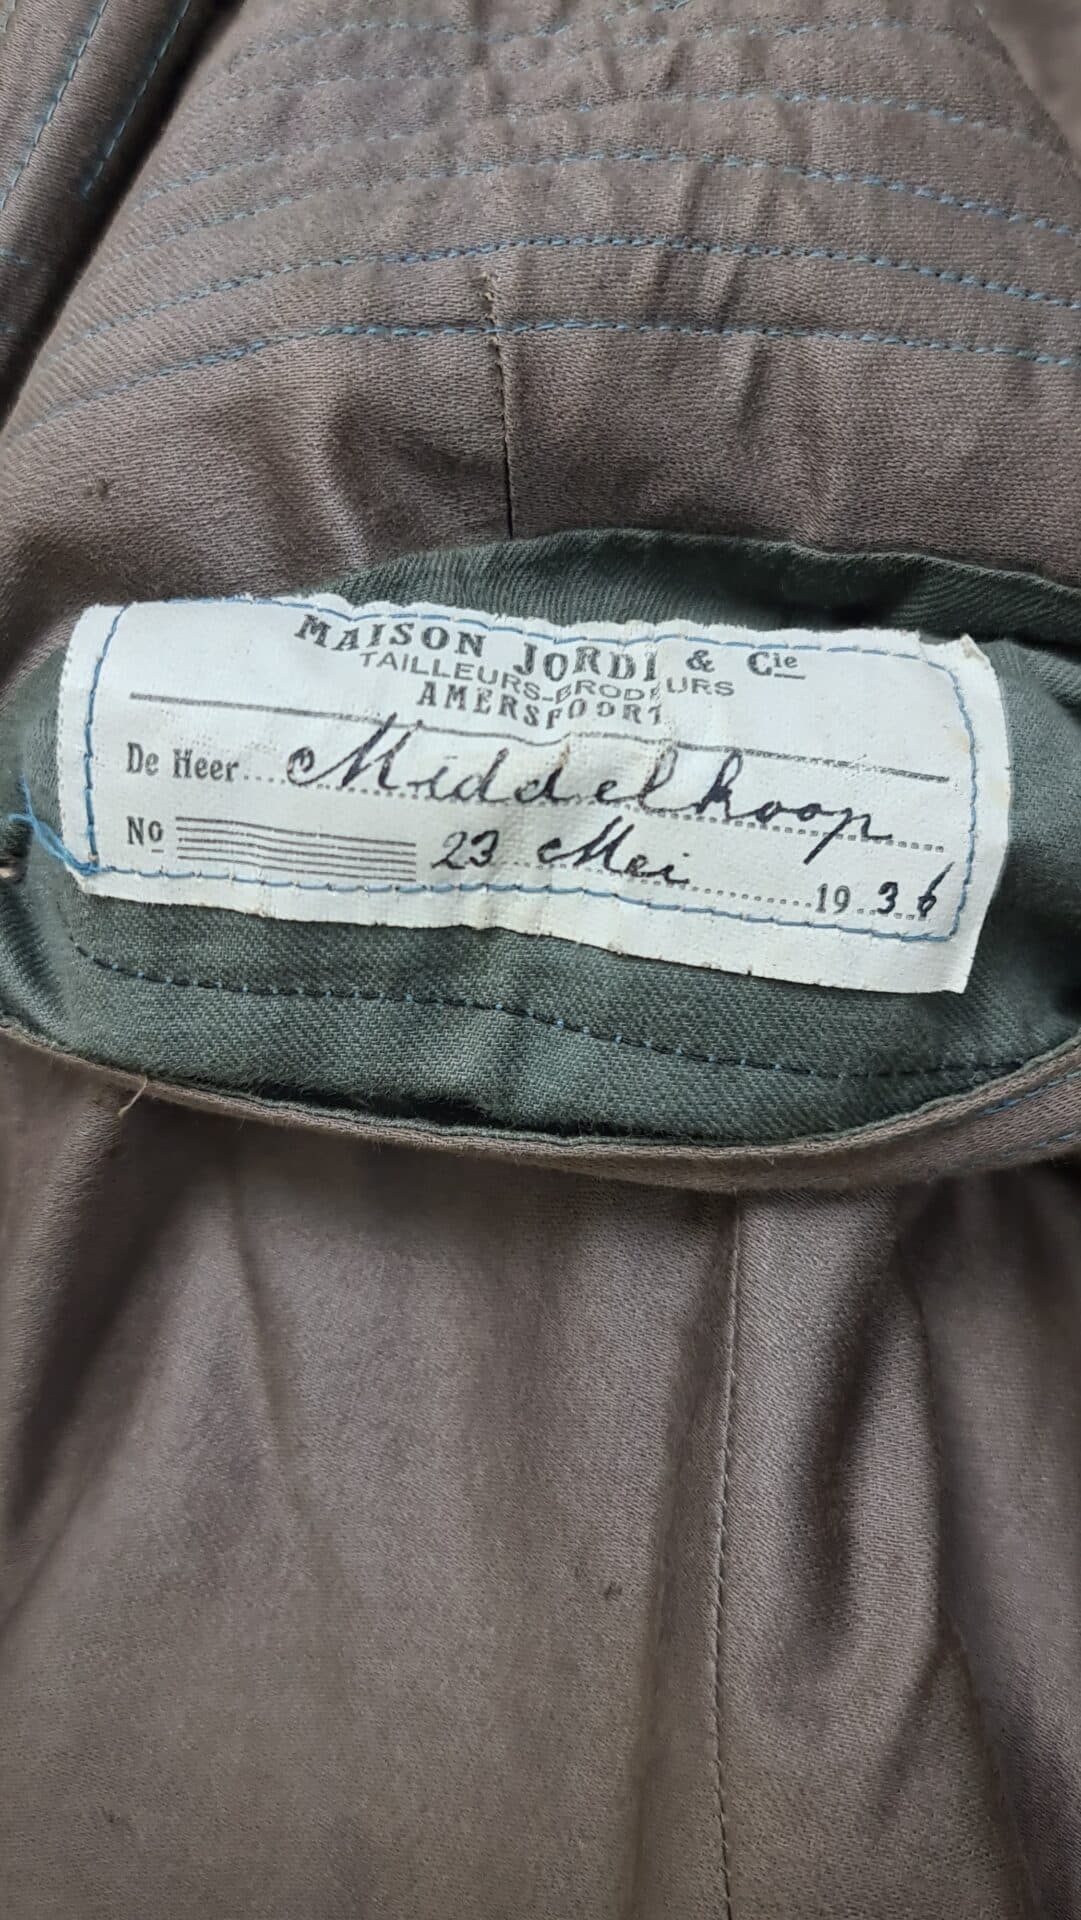 MAISON JORDI & Cie
TAILLEURS-BRODEURS
AMERSFOORT
De Heer....Middelkoop
No 23 Mei 1936